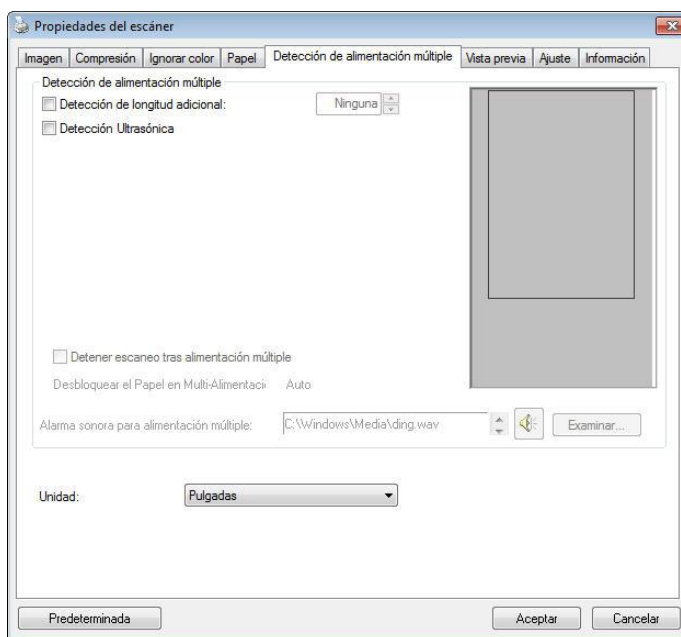 Propiedades del escáner
Imagen Compresión Ignorar color Papel Detección de alimentación múltiple Vista previa Ajuste Información
Detección de alimentación múltiple
Detección de longitud adicional: Ninguna
Detección Ultrasónica
Detener escaneo tras alimentación múltiple
Desbloquear el Papel en Multi-Alimentaci Auto
Alarma sonora para alimentación múltiple: C:\Windows\Media\ding.wav Examinar...
Unidad: Pulgadas
Predeterminada Aceptar Cancelar